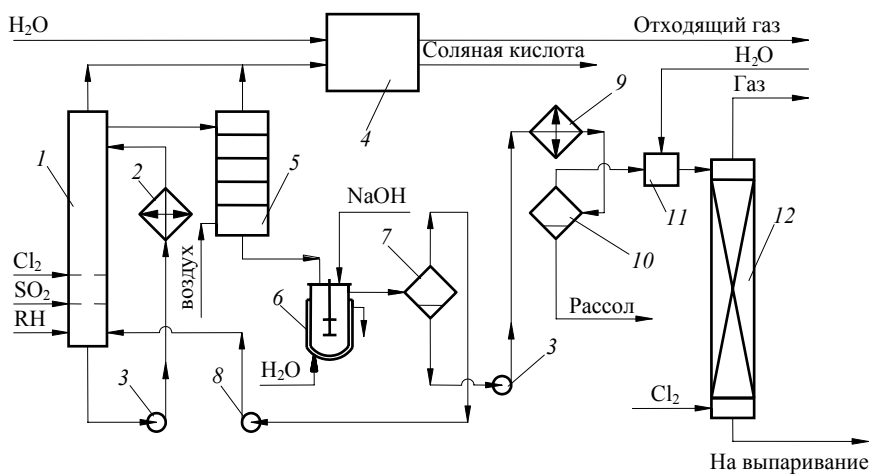 H₂O
Отходящий газ
Соляная кислота
H₂O
Газ
4
9
1
2
5
11
12
NaOH
7
10
Cl₂
SO₂
RH
воздух
6
Рассол
H₂O
3
8
3
Cl₂
На выпаривание